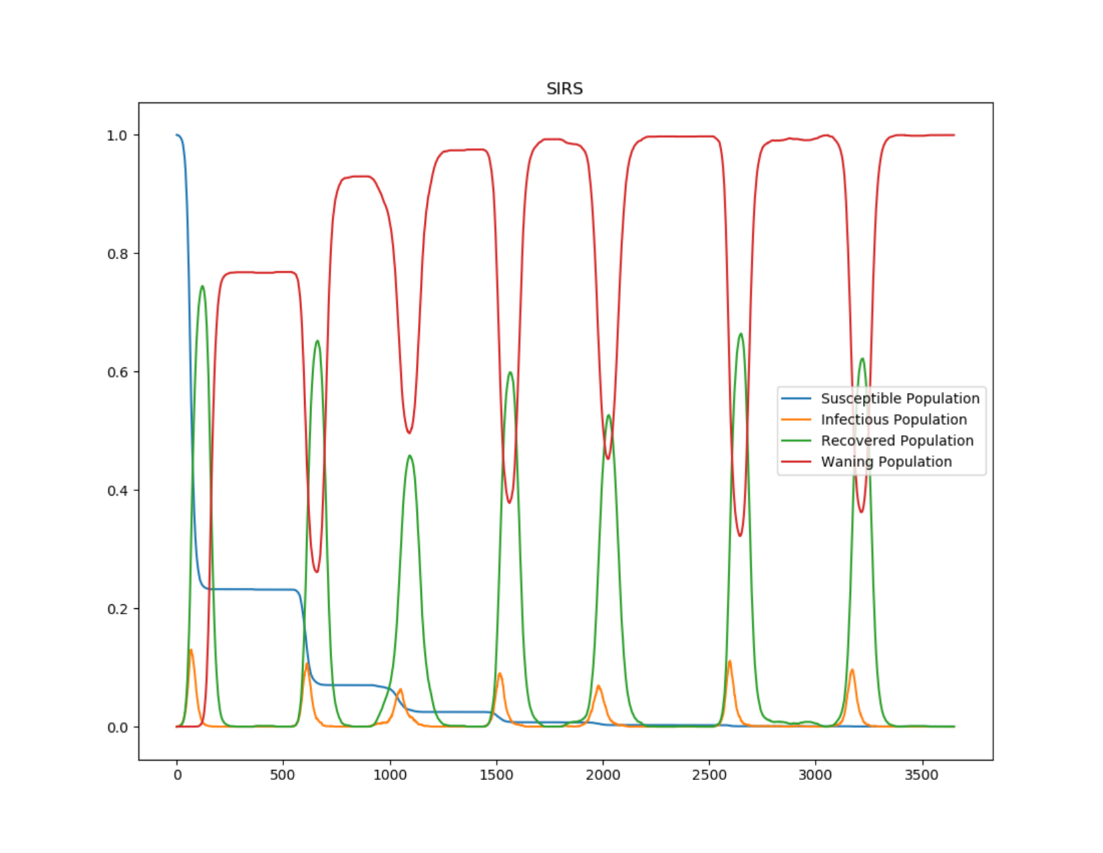 SIRS
1.0
0.8
0.6
0.4
0.2
0.0
Susceptible Population
Infectious Population
Recovered Population
Waning Population
0 500 1000 1500 2000 2500 3000 3500